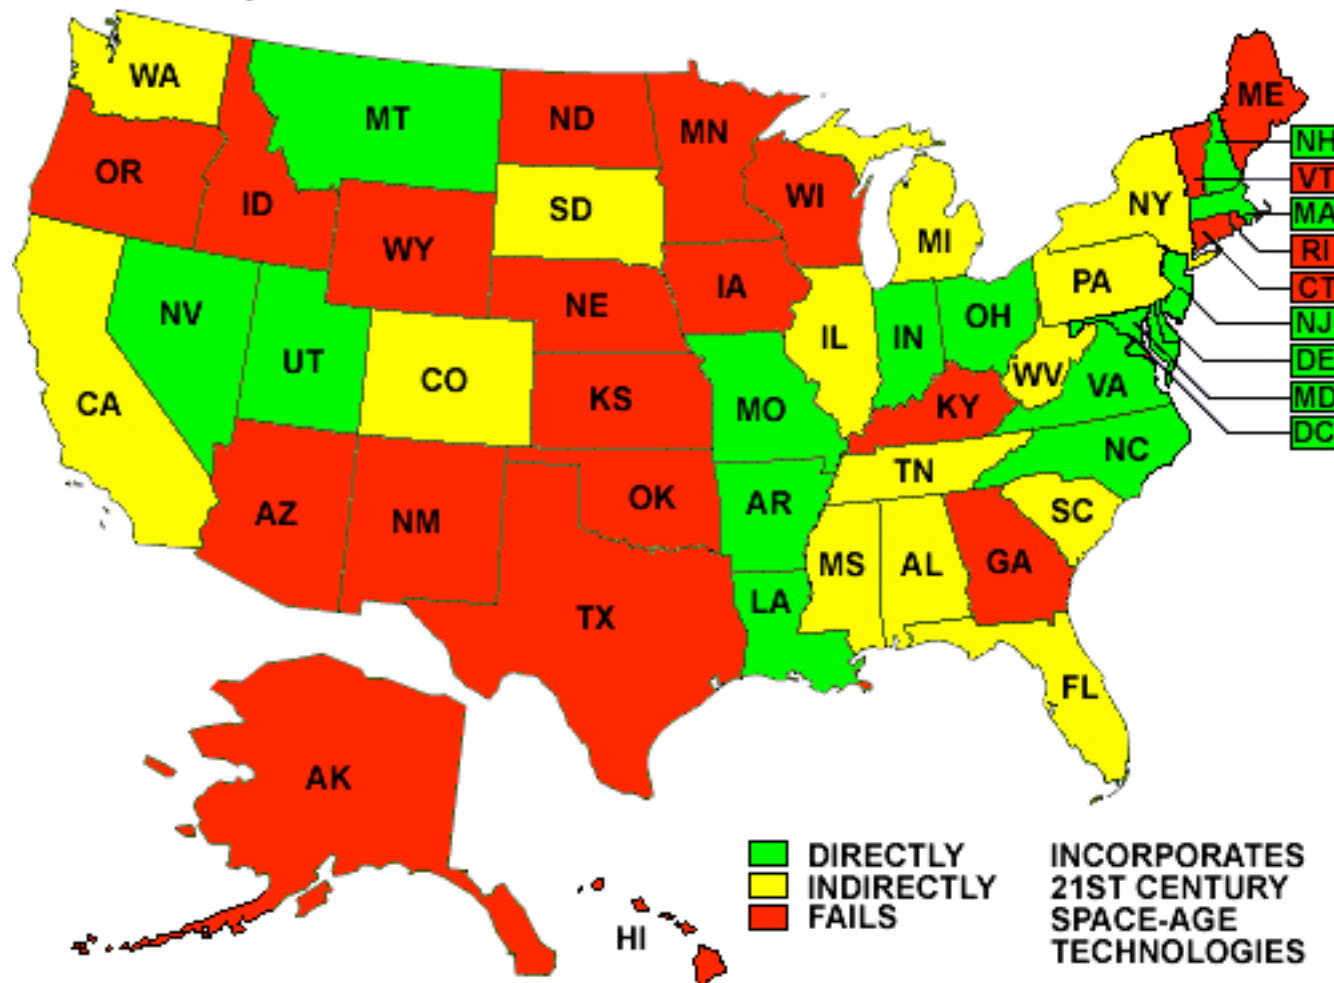 WA
MT
ND
MN
ME
OR
ID
SD
WI
NY
MI
NH
VT
MA
RI
CT
NJ
DE
MD
DC
WY
IA
PA
NV
NE
IL
IN
OH
UT
CO
WV
VA
CA
KS
MO
KY
NC
TN
AZ
NM
OK
AR
SC
MS
AL
GA
LA
TX
FL
AK
HI
DIRECTLY
INDIRECTLY
FAILS
INCORPORATES
21ST CENTURY
SPACE-AGE
TECHNOLOGIES